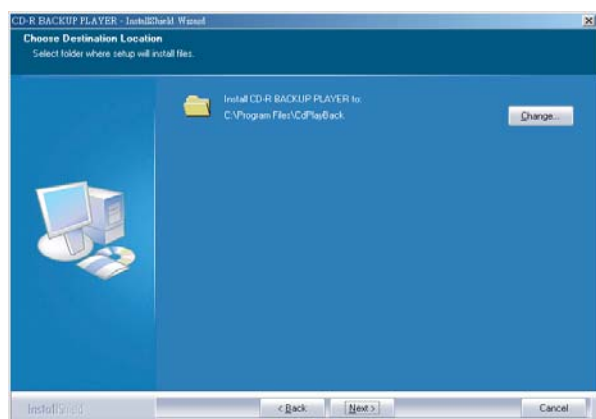 CD-R BACKUP PLAYER - InstallShield Wizard
Choose Destination Location
Select folder where setup will install files.
Install CD-R BACKUP PLAYER to:
C:\Program Files\CdPlayBack
Change...
InstallShield
< Back
Next >
Cancel